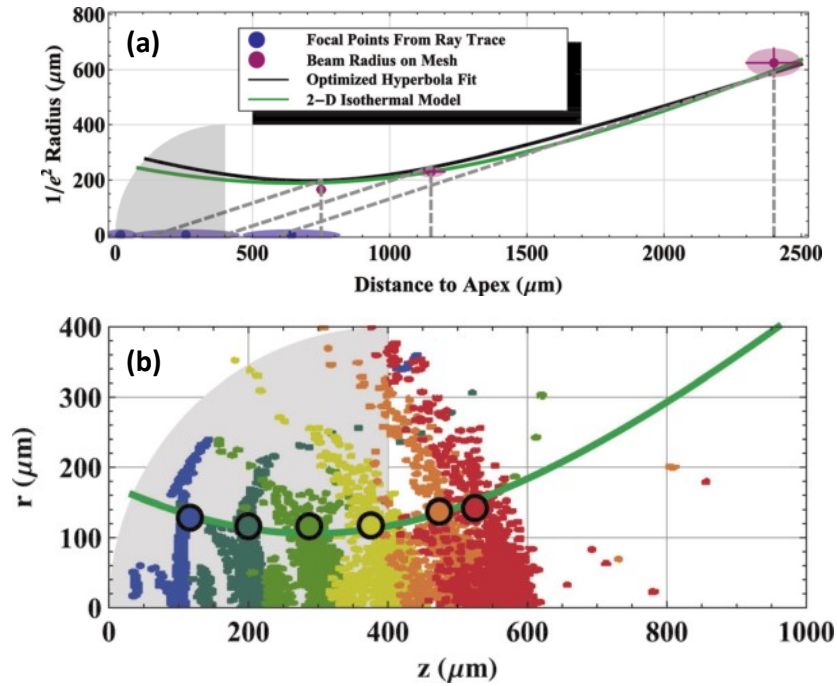 (a)
Focal Points From Ray Trace
Beam Radius on Mesh
Optimized Hyperbola Fit
2-D Isothermal Model
1/e² Radius (μm)
800
600
400
200
0
0 500 1000 1500 2000 2500
Distance to Apex (μm)
(b)
r (μm)
400
300
200
100
0
0 200 400 600 800 1000
z (μm)